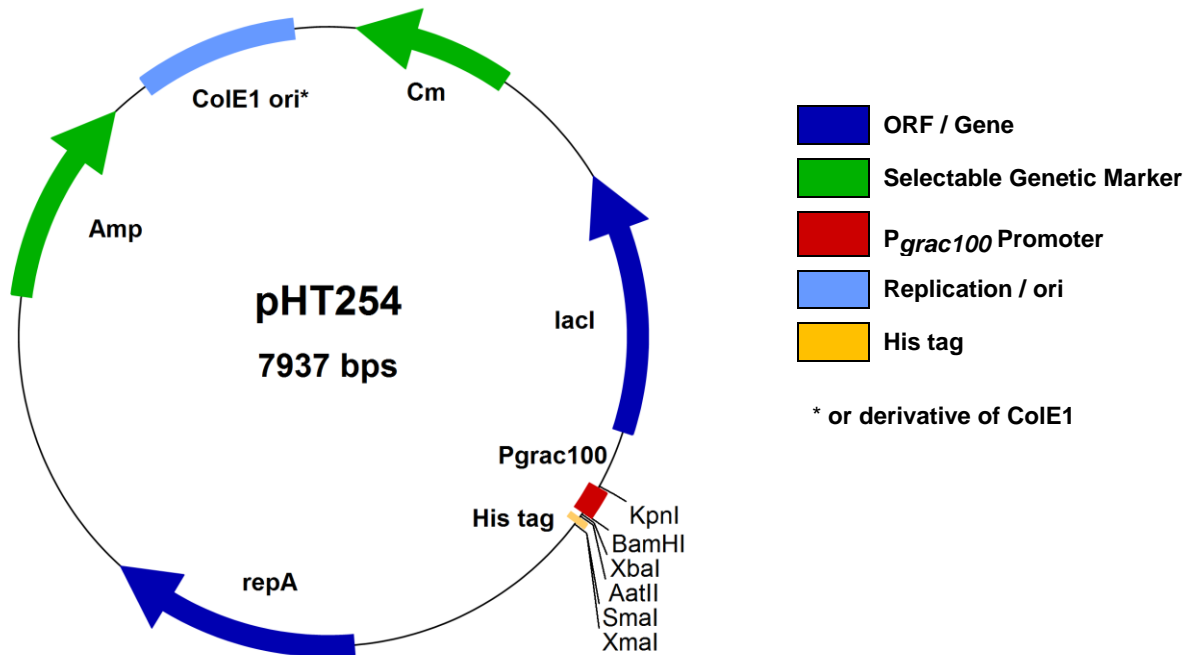 ColE1 ori*
Cm
Amp
pHT254
7937 bps
lacI
Pgrac100
His tag
repA
KpnI
BamHI
XbaI
AatII
SmaI
XmaI
ORF / Gene
Selectable Genetic Marker
Pgrac100 Promoter
Replication / ori
His tag
* or derivative of ColE1